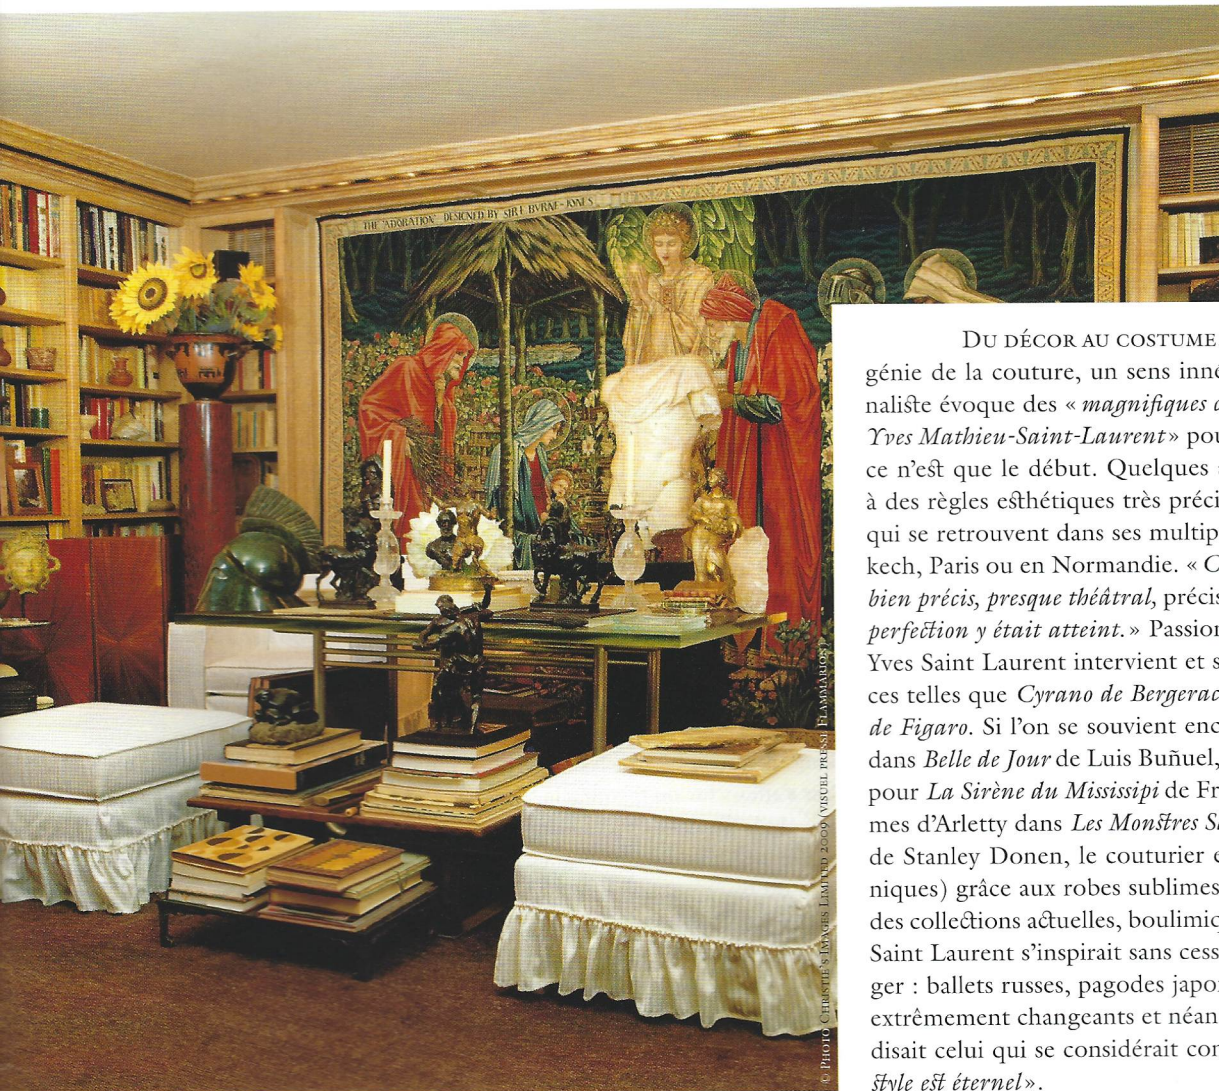 THE "ADORATION" DESIGNED BY SIR E BVRNE-JONES
DU DÉCOR AU COSTUME
génie de la couture, un sens inné
naliste évoque des « magnifiques
Yves Mathieu-Saint-Laurent» pou
ce n'est que le début. Quelques
à des règles esthétiques très préci
qui se retrouvent dans ses multip
kech, Paris ou en Normandie. « C
bien précis, presque théâtral, précis
perfection y était atteint.» Passion
Yves Saint Laurent intervient et s
ces telles que Cyrano de Bergerac
de Figaro. Si l'on se souvient enc
dans Belle de Jour de Luis Buñuel,
pour La Sirène du Mississipi de Fr
mes d'Arletty dans Les Monstres S
de Stanley Donen, le couturier e
niques) grâce aux robes sublimes
des collections actuelles, boulimiq
Saint Laurent s'inspirait sans cess
ger : ballets russes, pagodes japo
extrêmement changeants et néan
disait celui qui se considérait co
style est éternel».
© PHOTO CHRISTIE'S IMAGES LIMITED 2009 (VISUEL PRESSE FLAMMARION)